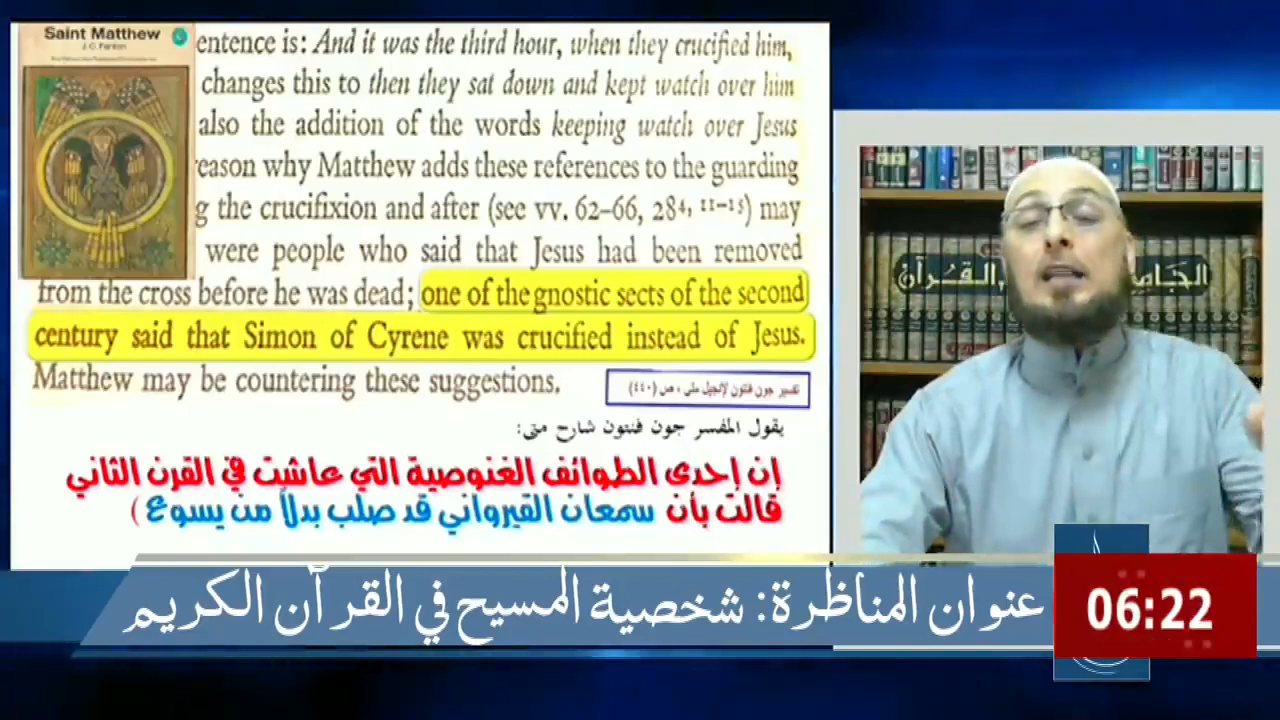 Saint Matthew
J. C. Fenton
entence is: And it was the third hour, when they crucified him,
changes this to then they sat down and kept watch over him
also the addition of the words keeping watch over Jesus
reason why Matthew adds these references to the guarding
g the crucifixion and after (see vv. 62–66, 28⁴, ¹¹⁻¹⁵) may
were people who said that Jesus had been removed
from the cross before he was dead; one of the gnostic sects of the second
century said that Simon of Cyrene was crucified instead of Jesus.
Matthew may be countering these suggestions.
تفسير جون فنتون لإنجيل متى ، ص (٤٤٠)
يقول المفسر جون فنتون شارح متى:
إن إحدى الطوائف الغنوصية التي عاشت في القرن الثاني
قالت بأن سمعان القيرواني قد صلب بدلاً من يسوع )
القرآن
عنوان المناظرة: شخصية المسيح في القرآن الكريم
06:22